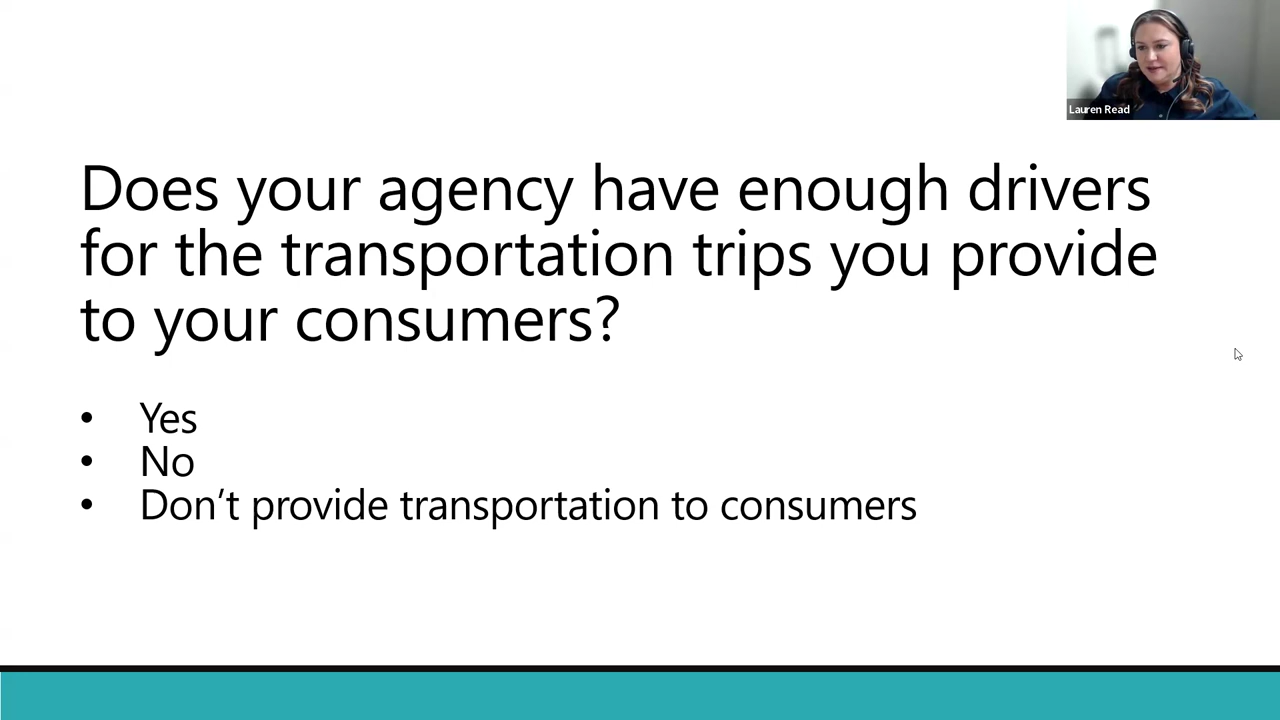 Lauren Read
Does your agency have enough drivers
for the transportation trips you provide
to your consumers?
• Yes
• No
• Don’t provide transportation to consumers